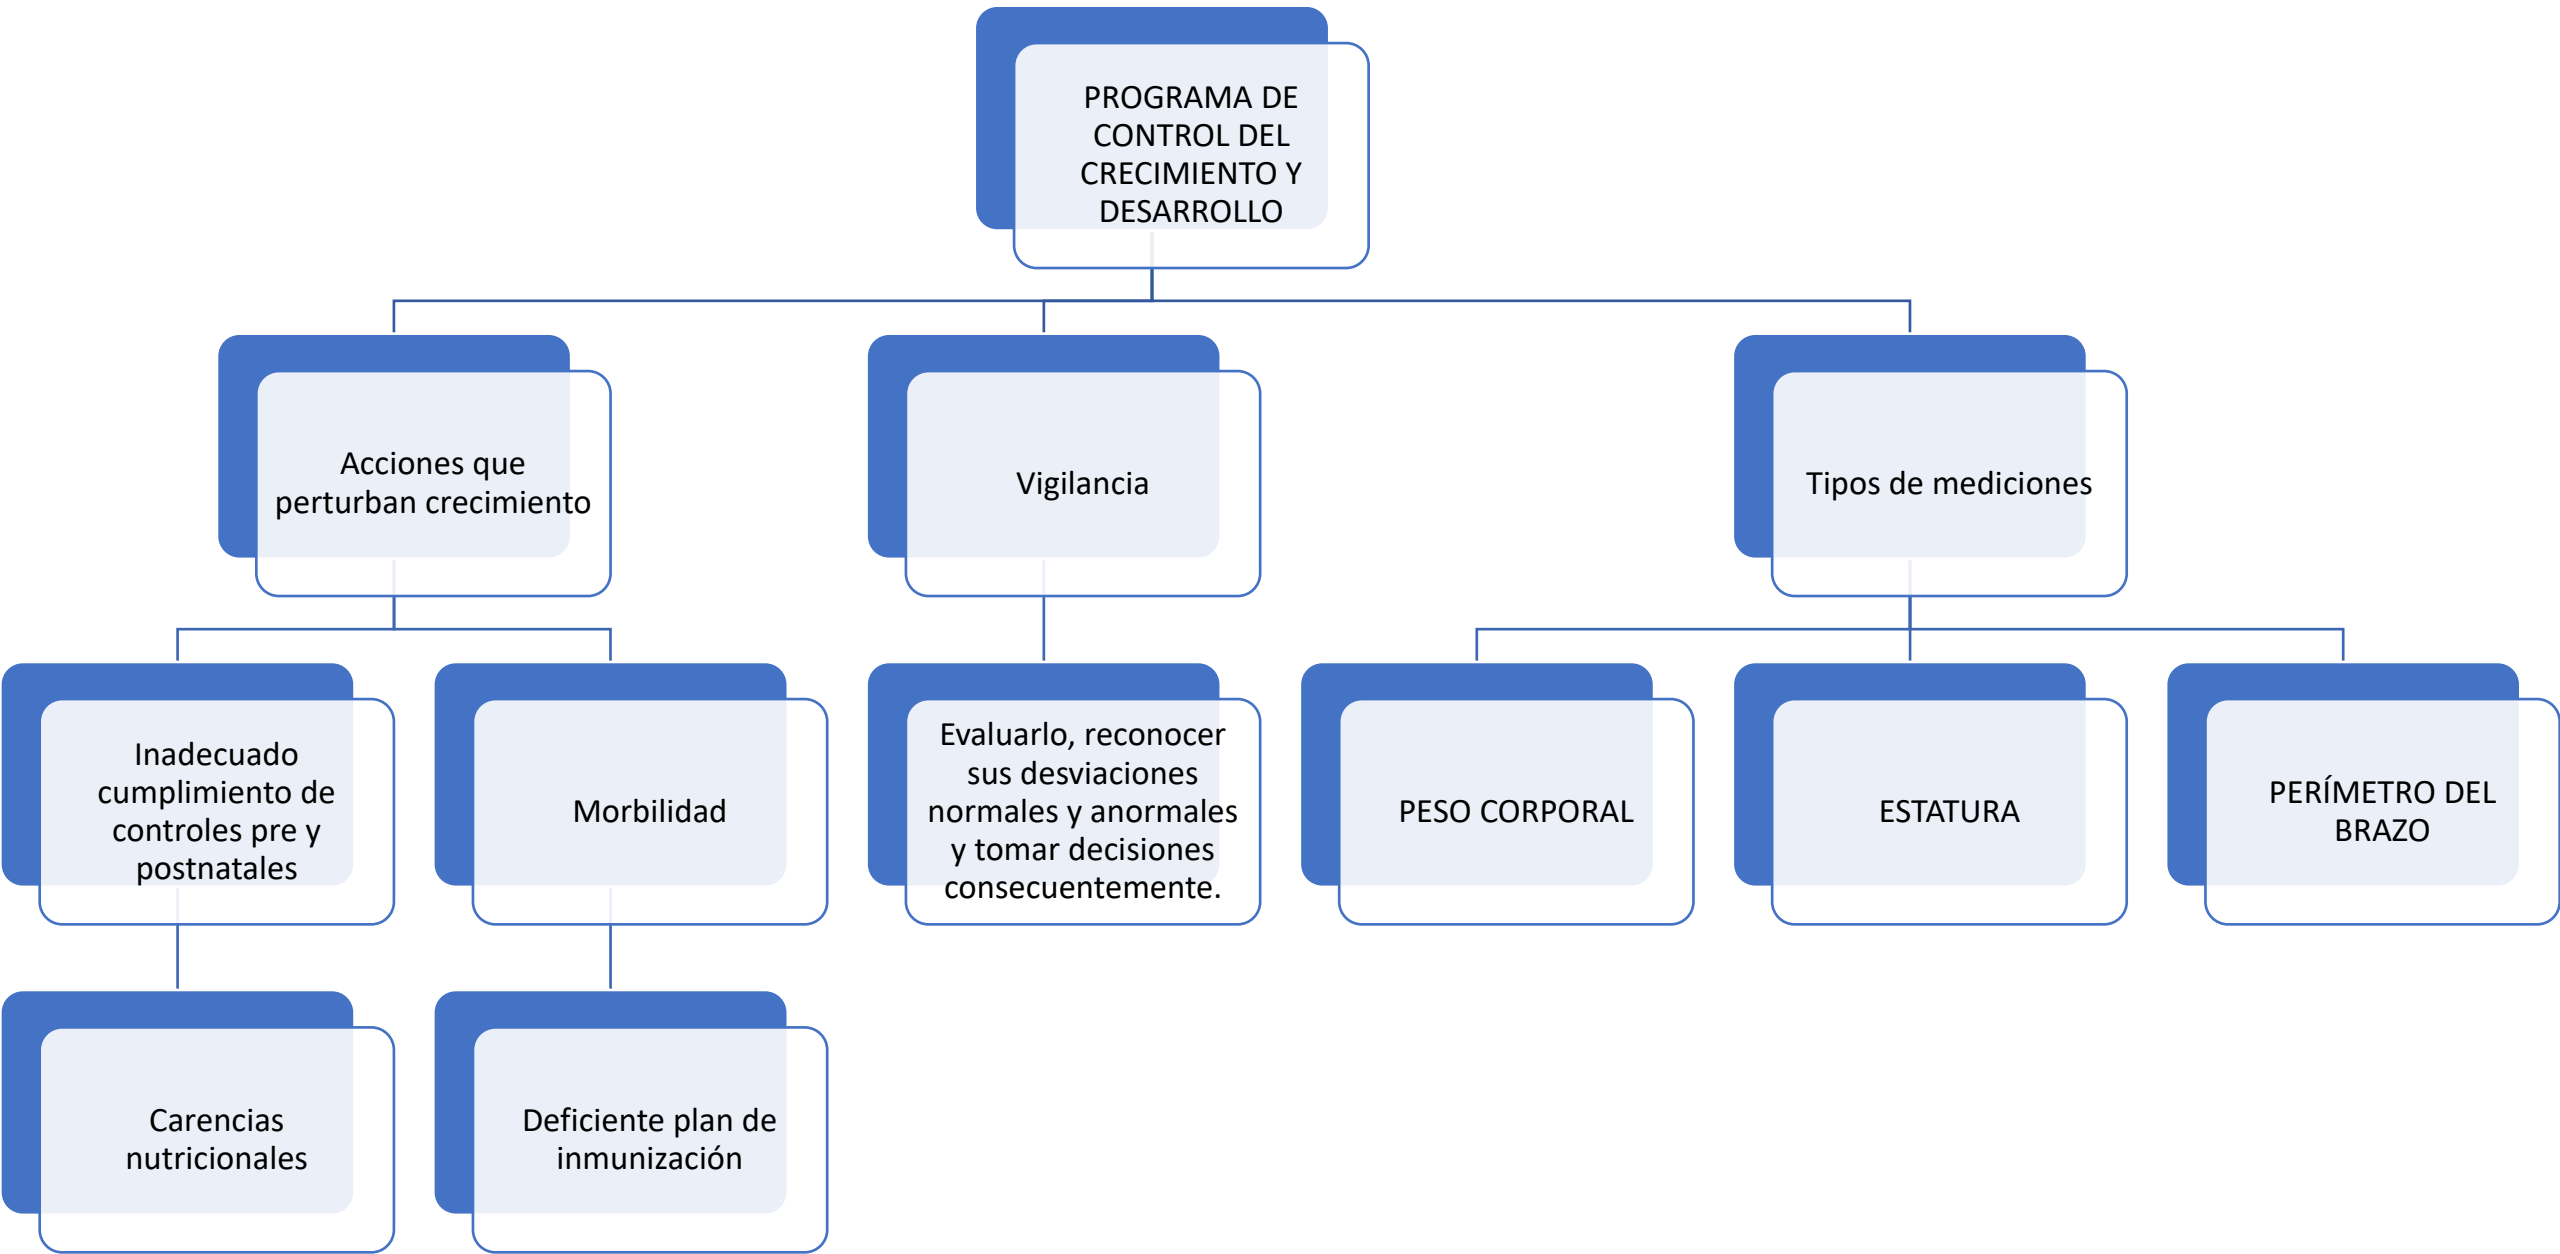 PROGRAMA DE
CONTROL DEL
CRECIMIENTO Y
DESARROLLO
Acciones que
perturban crecimiento
Vigilancia
Tipos de mediciones
Inadecuado
cumplimiento de
controles pre y
postnatales
Morbilidad
Evaluarlo, reconocer
sus desviaciones
normales y anormales
y tomar decisiones
consecuentemente.
PESO CORPORAL
ESTATURA
PERÍMETRO DEL
BRAZO
Carencias
nutricionales
Deficiente plan de
inmunización